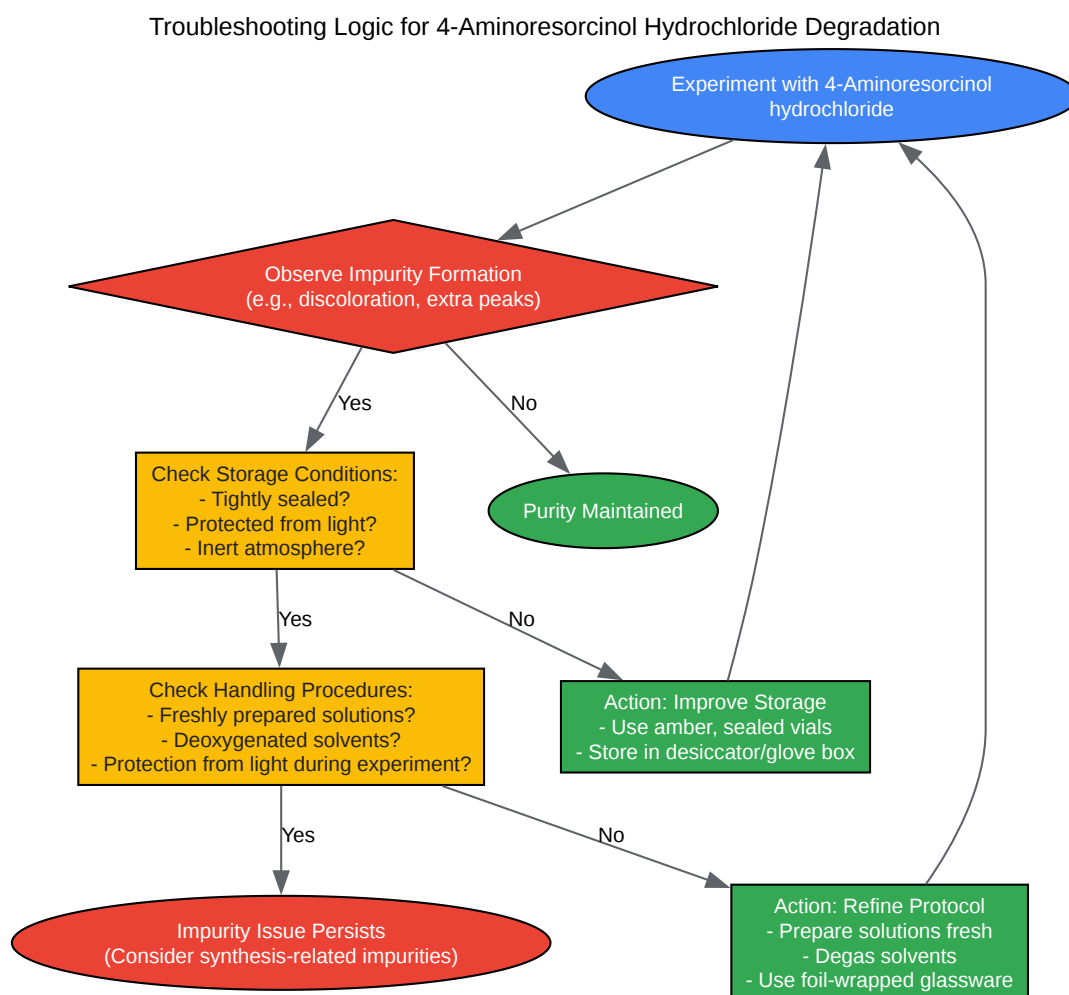 Troubleshooting Logic for 4-Aminoresorcinol Hydrochloride Degradation
Experiment with 4-Aminoresorcinol
hydrochloride
Observe Impurity Formation
(e.g., discoloration, extra peaks)
Yes
No
Check Storage Conditions:
- Tightly sealed?
- Protected from light?
- Inert atmosphere?
Purity Maintained
Yes
No
Check Handling Procedures:
- Freshly prepared solutions?
- Deoxygenated solvents?
- Protection from light during experiment?
Action: Improve Storage
- Use amber, sealed vials
- Store in desiccator/glove box
Yes
No
Impurity Issue Persists
(Consider synthesis-related impurities)
Action: Refine Protocol
- Prepare solutions fresh
- Degas solvents
- Use foil-wrapped glassware